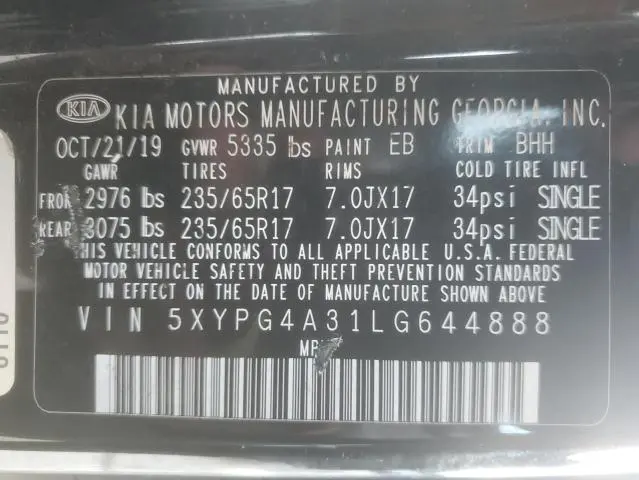 MANUFACTURED BY
KIA KIA MOTORS MANUFACTURING GEORGIA, INC.
OCT/21/19 GVWR 5335 lbs PAINT EB TRIM BHH
GAWR TIRES RIMS COLD TIRE INFL
FRON 2976 lbs 235/65R17 7.0JX17 34psi SINGLE
REAR 3075 lbs 235/65R17 7.0JX17 34psi SINGLE
THIS VEHICLE CONFORMS TO ALL APPLICABLE U.S.A. FEDERAL
MOTOR VEHICLE SAFETY AND THEFT PREVENTION STANDARDS
IN EFFECT ON THE DATE OF MANUFACTURE SHOWN ABOVE.
VIN 5XYPG4A31LG644888